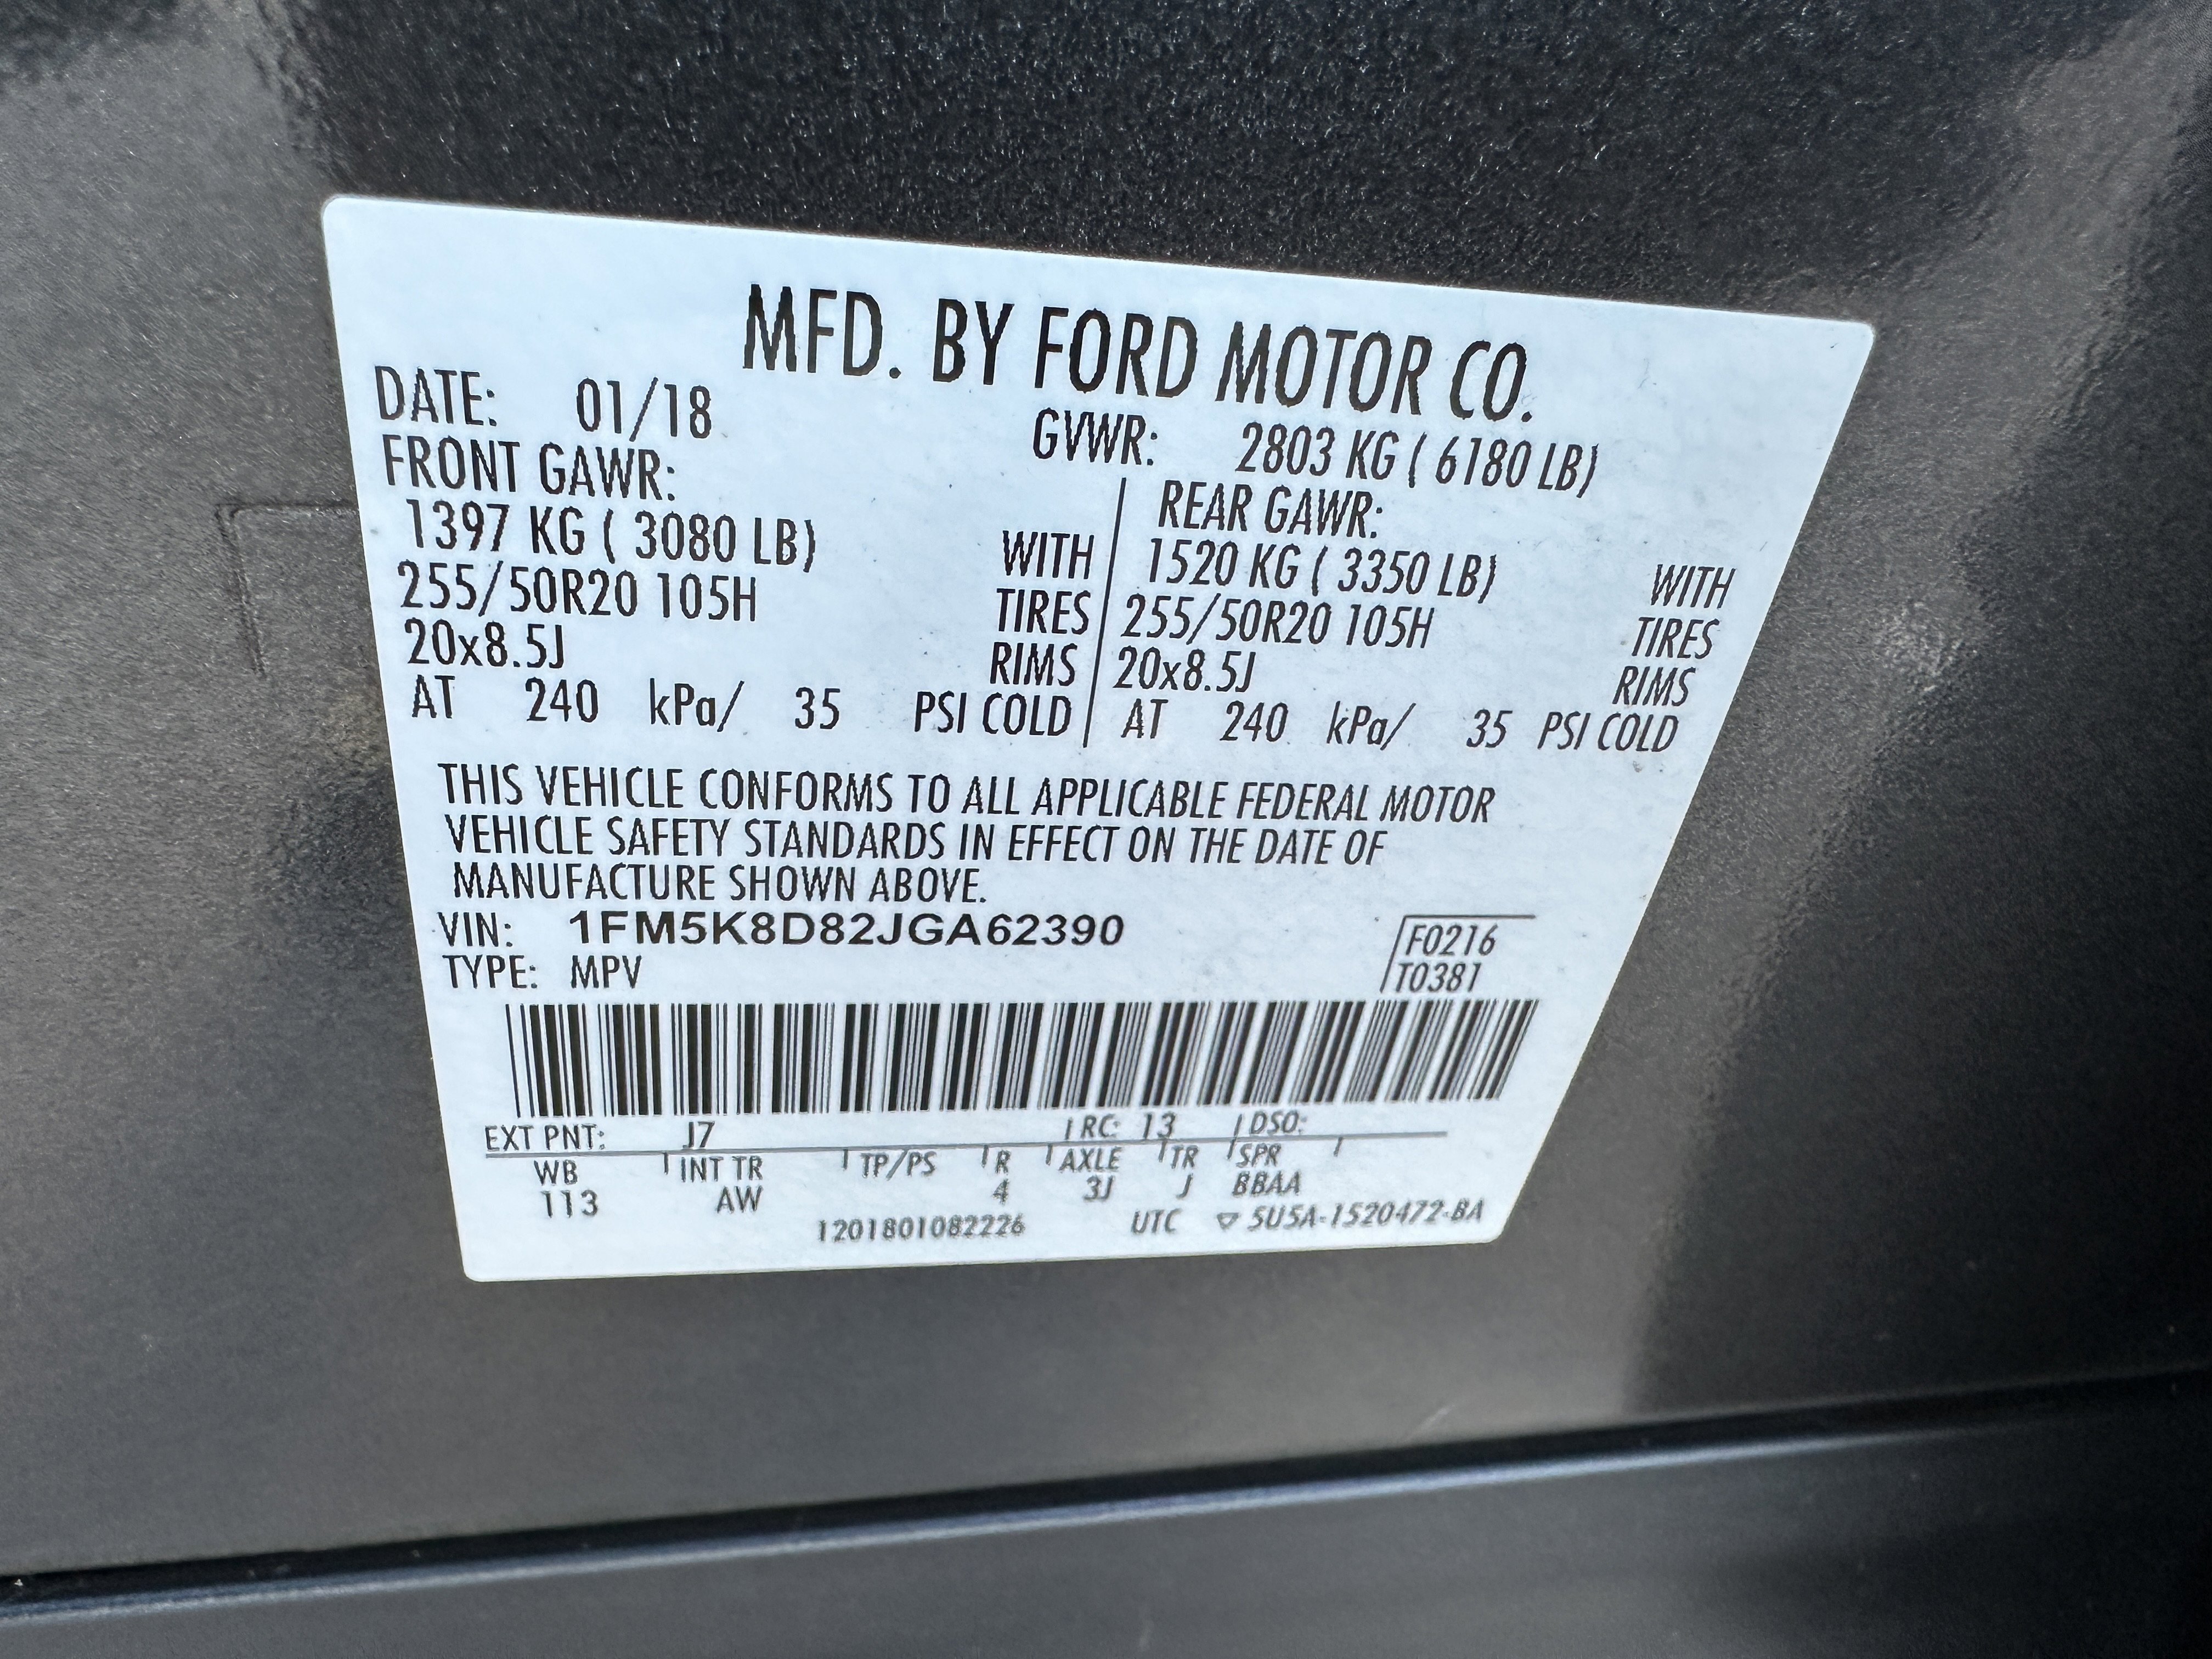 MFD. BY FORD MOTOR CO.
DATE: 01/18 GVWR: 2803 KG ( 6180 LB)
FRONT GAWR: REAR GAWR:
1397 KG ( 3080 LB) WITH 1520 KG ( 3350 LB) WITH
255/50R20 105H TIRES 255/50R20 105H TIRES
20x8.5J RIMS 20x8.5J RIMS
AT 240 kPa/ 35 PSI COLD AT 240 kPa/ 35 PSI COLD
THIS VEHICLE CONFORMS TO ALL APPLICABLE FEDERAL MOTOR
VEHICLE SAFETY STANDARDS IN EFFECT ON THE DATE OF
MANUFACTURE SHOWN ABOVE.
VIN: 1FM5K8D82JGA62390 F0216
TYPE: MPV T0381
EXT PNT: J7 RC: 13 DSO:
WB INT TR TP/PS R AXLE TR SPR
113 AW 4 3J J BBAA
1201801082226 UTC ▽ 5U5A-1520472-BA